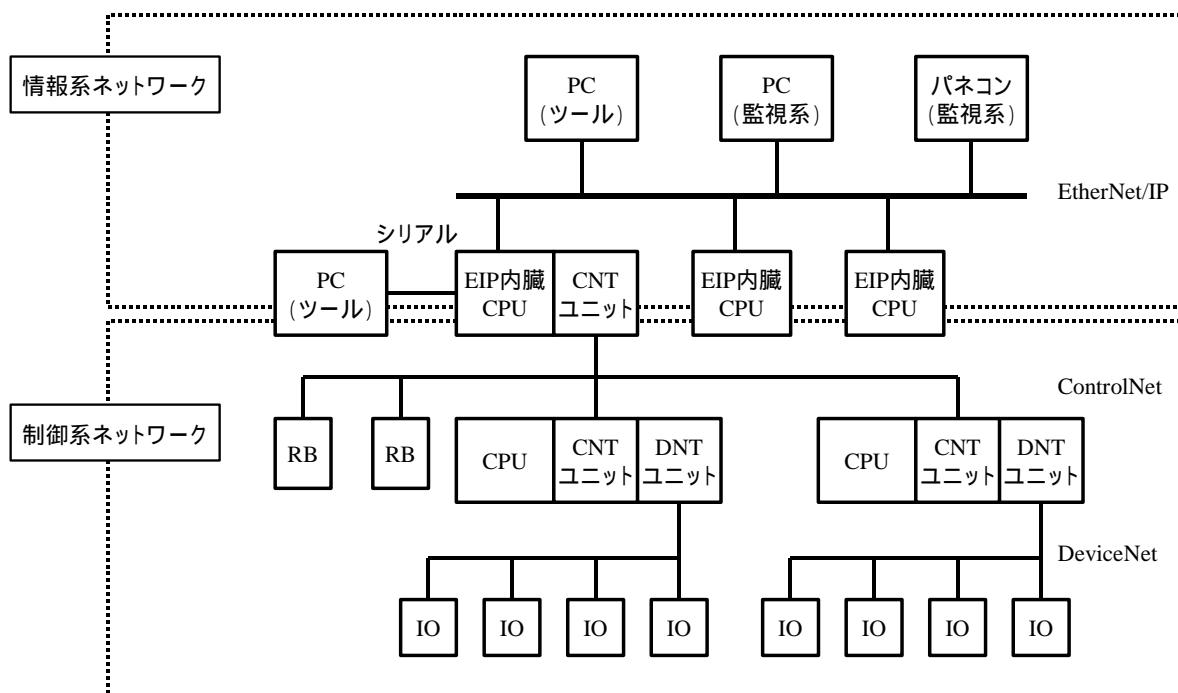 情報系ネットワーク
PC
(ツール)
PC
(監視系)
パネコン
(監視系)
EtherNet/IP
シリアル
PC
(ツール)
EIP内臓
CPU
CNT
ユニット
EIP内臓
CPU
EIP内臓
CPU
ControlNet
制御系ネットワーク
RB
RB
CPU
CNT
ユニット
DNT
ユニット
CPU
CNT
ユニット
DNT
ユニット
DeviceNet
IO
IO
IO
IO
IO
IO
IO
IO